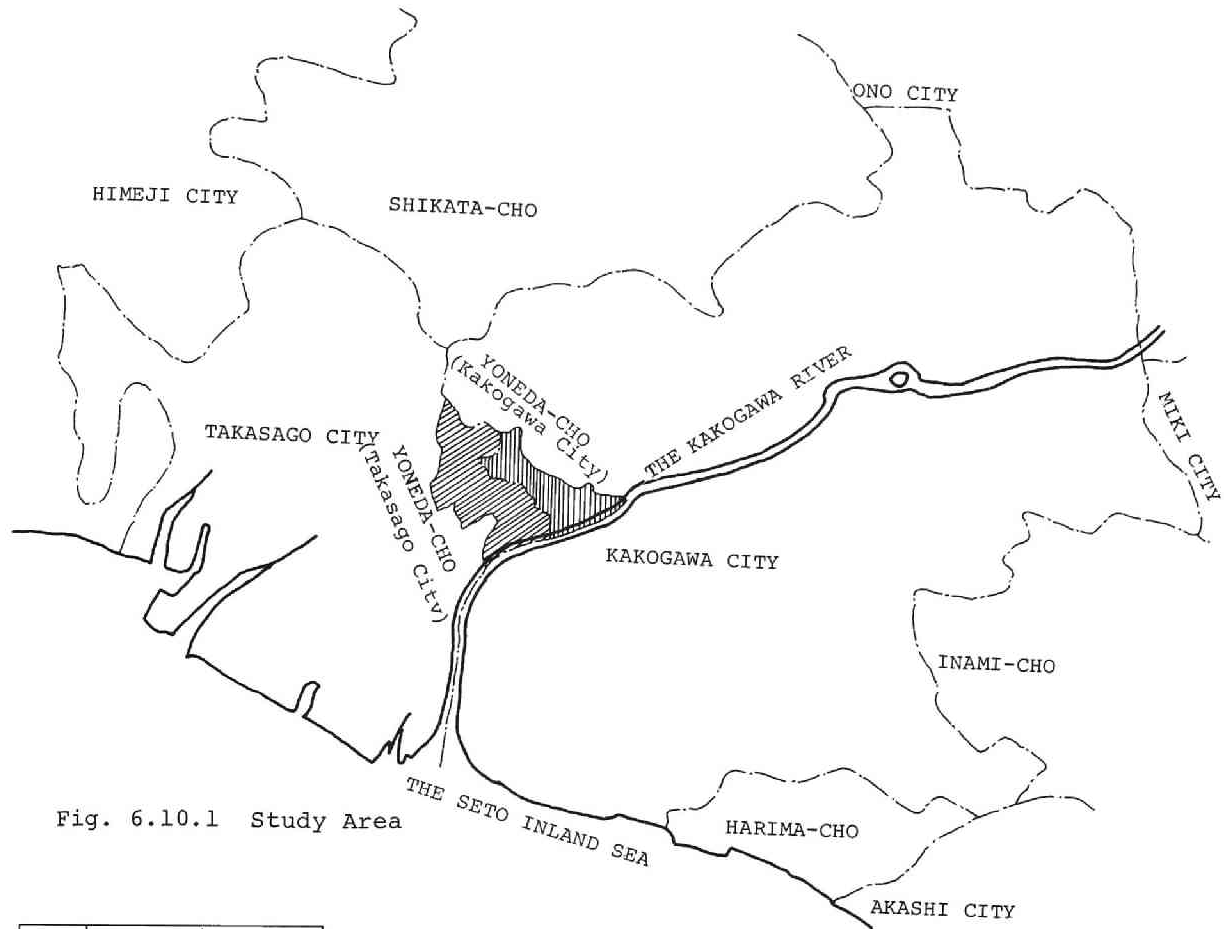 ONO CITY
HIMEJI CITY
SHIKATA-CHO
YONEDA-CHO
(Kakogawa City)
THE KAKOGAWA RIVER
MIKI CITY
TAKASAGO CITY
YONEDA-CHO
(Takasago City)
KAKOGAWA CITY
INAMI-CHO
THE SETO INLAND SEA
Fig. 6.10.1 Study Area
HARIMA-CHO
AKASHI CITY